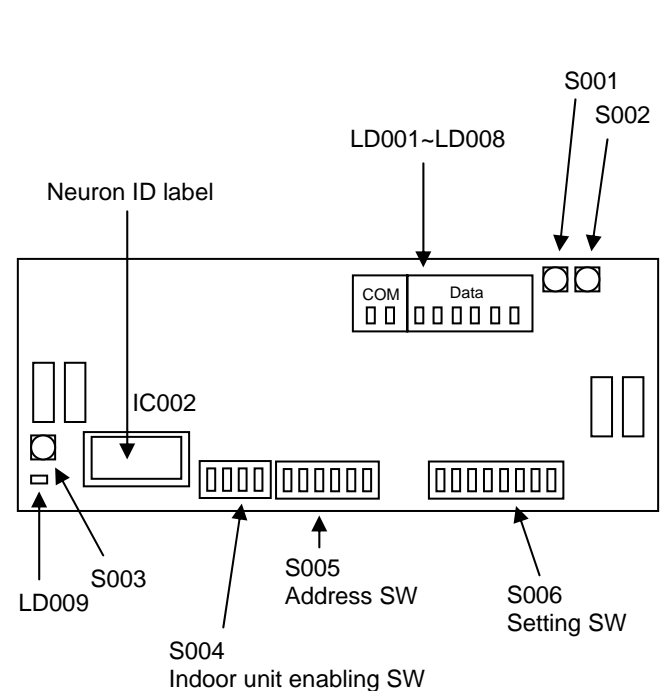 S001
S002
LD001~LD008
Neuron ID label
COM
Data
IC002
S003
LD009
S005
Address SW
S006
Setting SW
S004
Indoor unit enabling SW